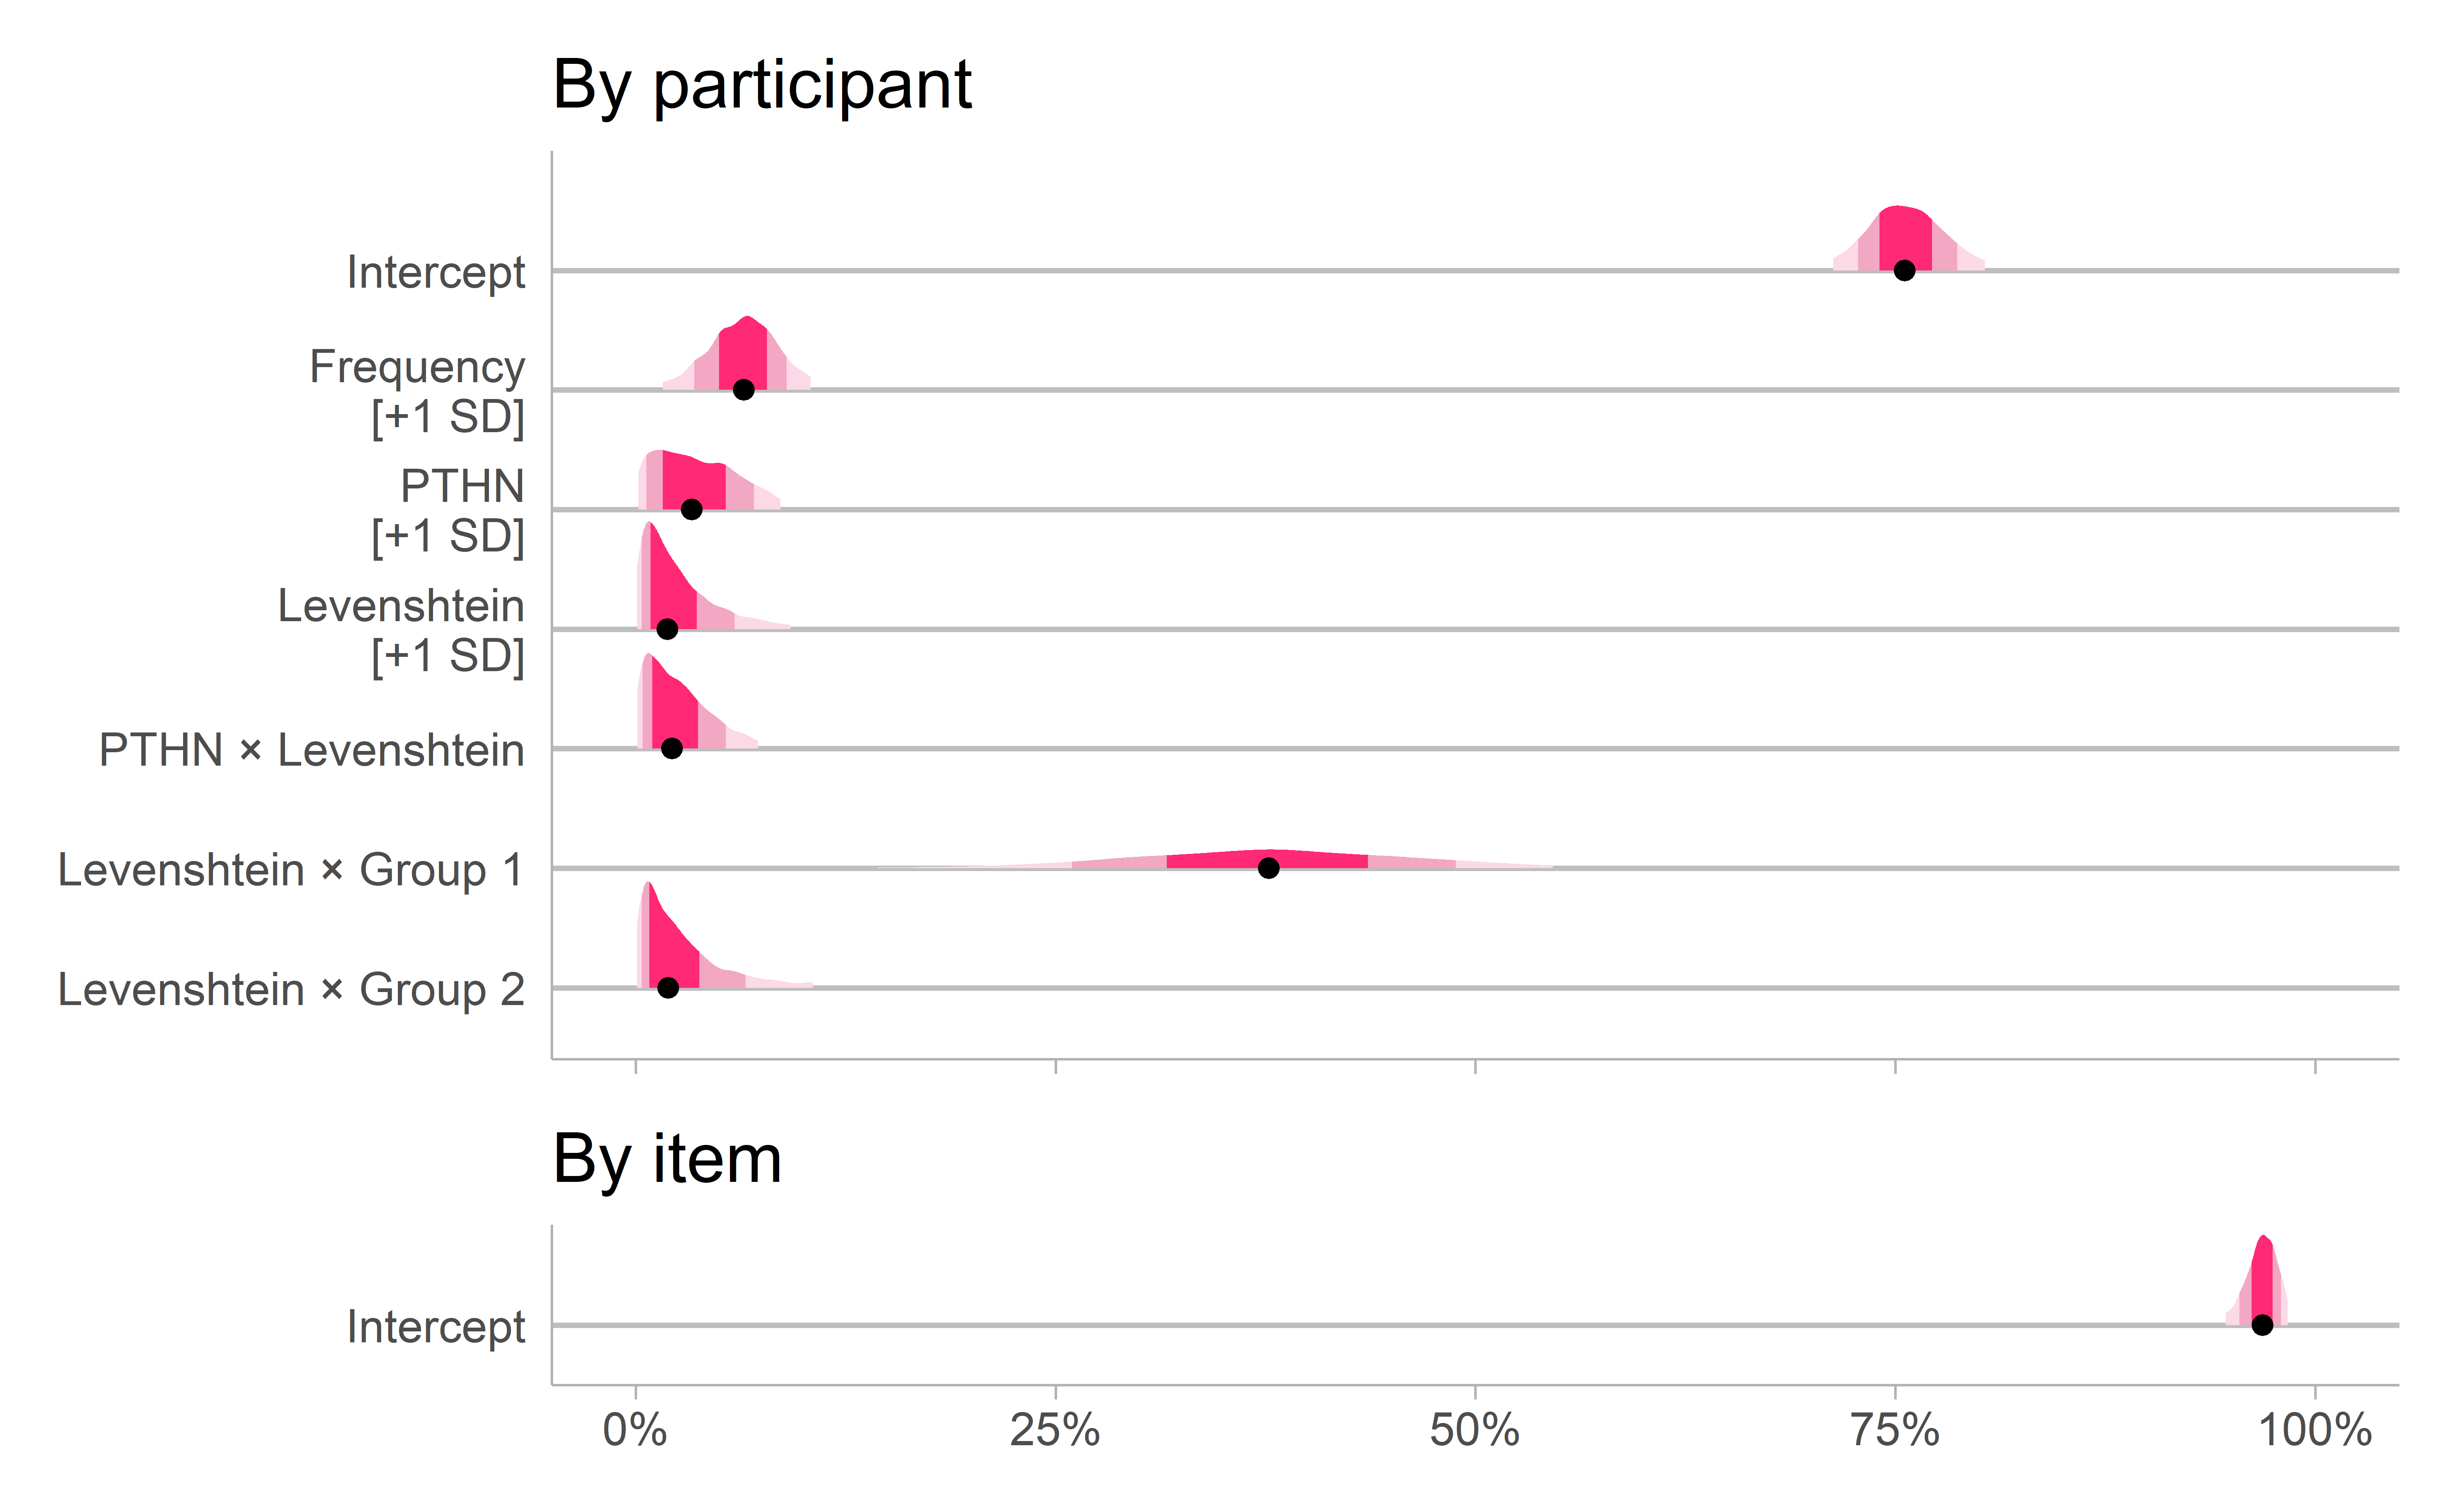 By participant
Intercept
Frequency
[+1 SD]
PTHN
[+1 SD]
Levenshtein
[+1 SD]
PTHN × Levenshtein
Levenshtein × Group 1
Levenshtein × Group 2
By item
Intercept
0% 25% 50% 75% 100%